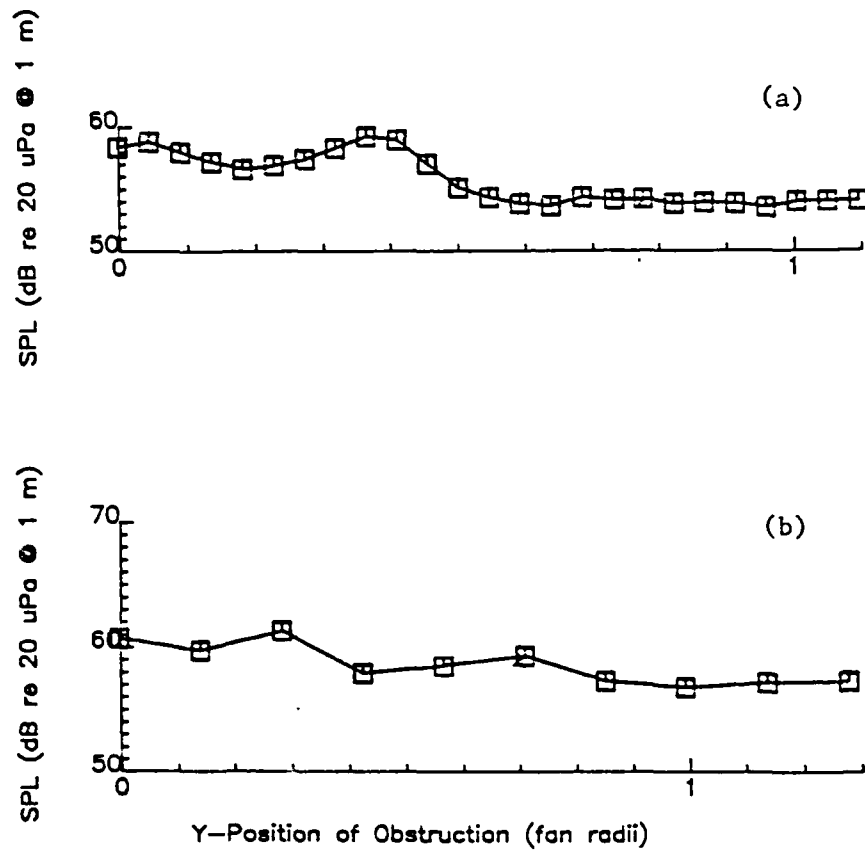 SPL (dB re 20 uPa @ 1 m)
(a)
60
50
0
1
SPL (dB re 20 uPa @ 1 m)
(b)
70
60
50
0
1
Y-Position of Obstruction (fan radii)